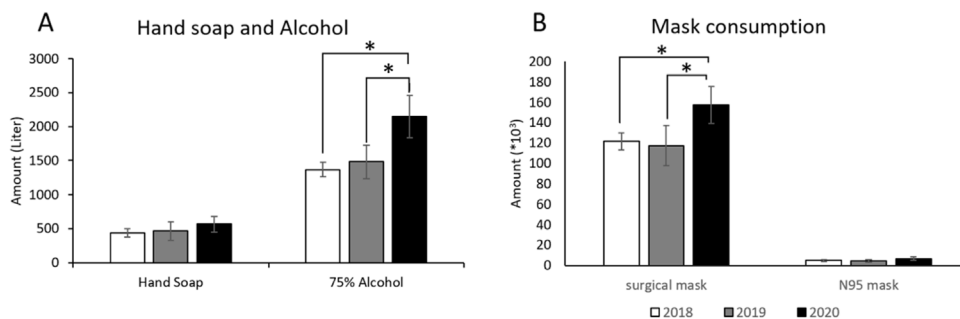 A
Hand soap and Alcohol
*
*
3000
2500
2000
1500
1000
500
0
Amount (Liter)
Hand Soap
75% Alcohol
B
Mask consumption
*
*
200
180
160
140
120
100
80
60
40
20
0
Amount (*10³)
surgical mask
N95 mask
2018
2019
2020